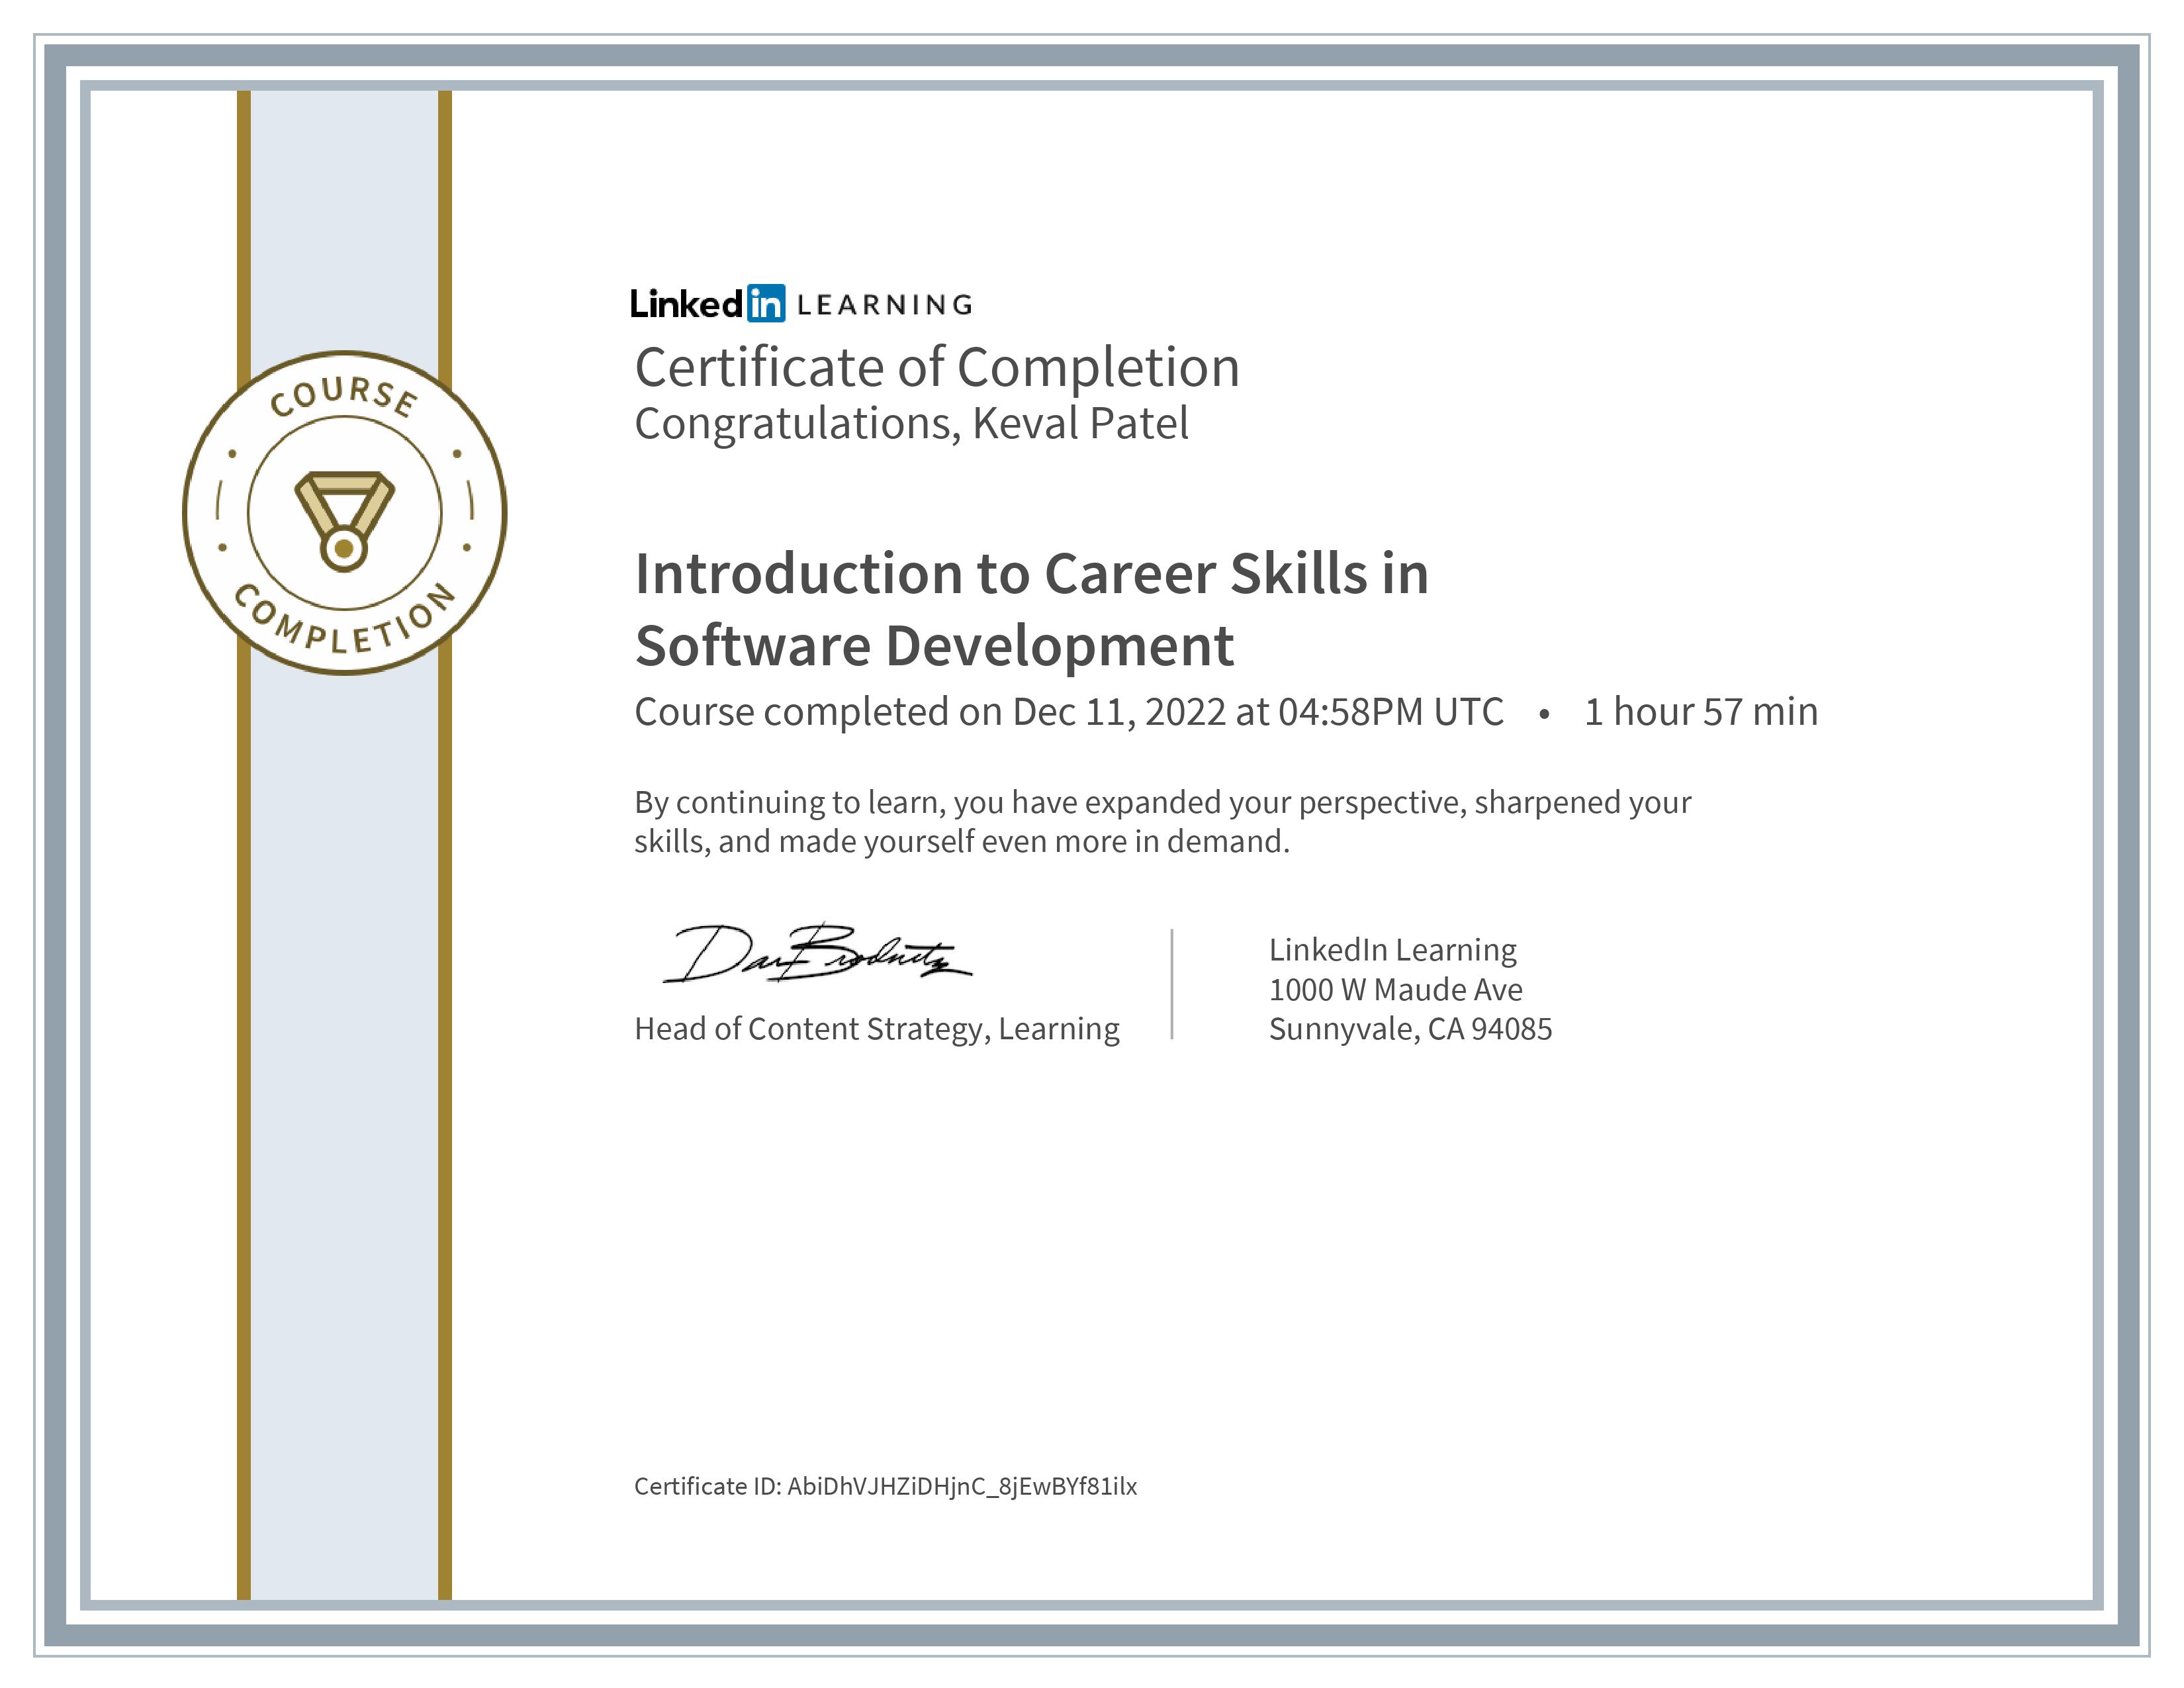 COURSE
COMPLETION
Linked in LEARNING
Certificate of Completion
Congratulations, Keval Patel
Introduction to Career Skills in
Software Development
Course completed on Dec 11, 2022 at 04:58PM UTC • 1 hour 57 min
By continuing to learn, you have expanded your perspective, sharpened your
skills, and made yourself even more in demand.
Head of Content Strategy, Learning
LinkedIn Learning
1000 W Maude Ave
Sunnyvale, CA 94085
Certificate ID: AbiDhVJHZiDHjnC_8jEwBYf81ilx